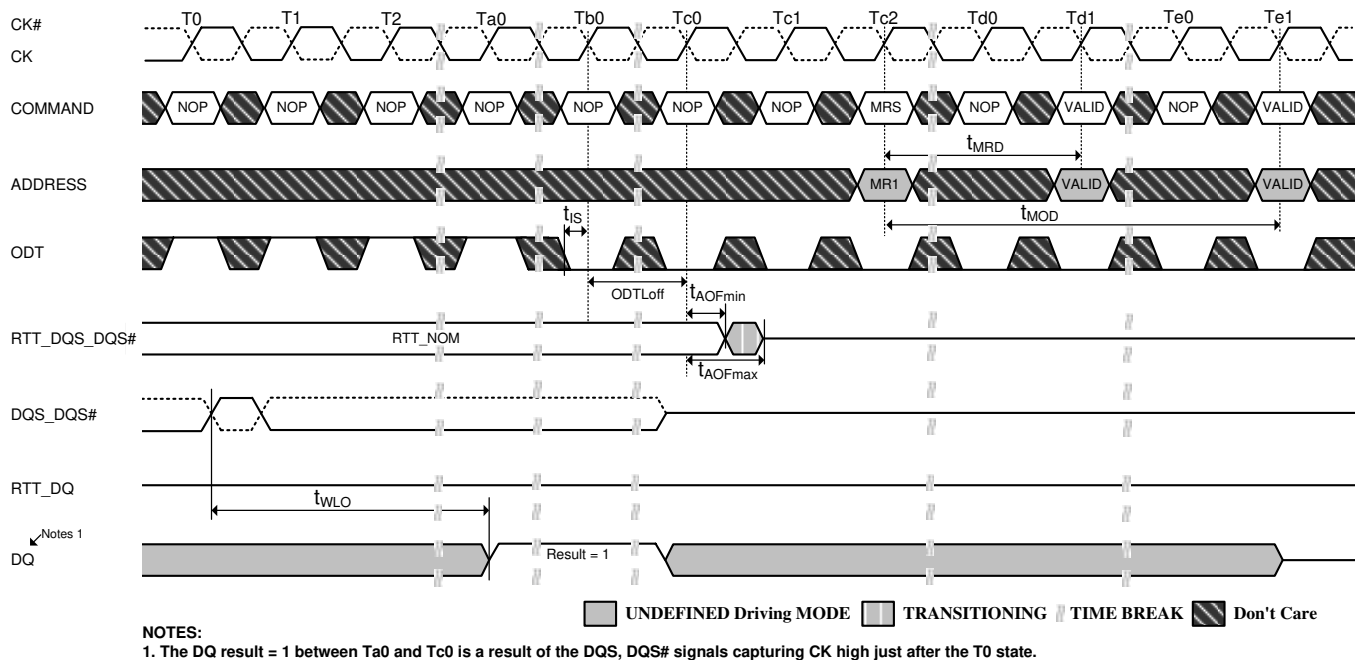 T0 T1 T2 Ta0 Tb0 Tc0 Tc1 Tc2 Td0 Td1 Te0 Te1
CK#
CK
COMMAND NOP NOP NOP NOP NOP NOP NOP MRS NOP VALID NOP VALID
tMRD
ADDRESS MR1 VALID VALID
tIS tMOD
ODT
ODTLoff tAOFmin
RTT_DQS_DQS# RTT_NOM
tAOFmax
DQS_DQS#
RTT_DQ
tWLO
Notes 1
DQ Result = 1
UNDEFINED Driving MODE TRANSITIONING TIME BREAK Don't Care
NOTES:
1. The DQ result = 1 between Ta0 and Tc0 is a result of the DQS, DQS# signals capturing CK high just after the T0 state.